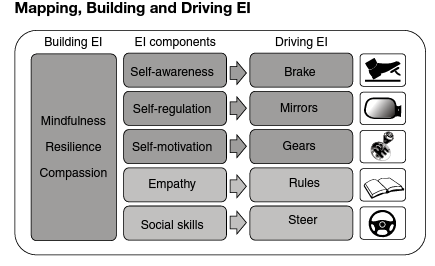 Mapping, Building and Driving EI
Building EI EI components Driving EI
Self-awareness Brake
Self-regulation Mirrors
Mindfulness
Resilience Self-motivation Gears
Compassion
Empathy Rules
Social skills Steer